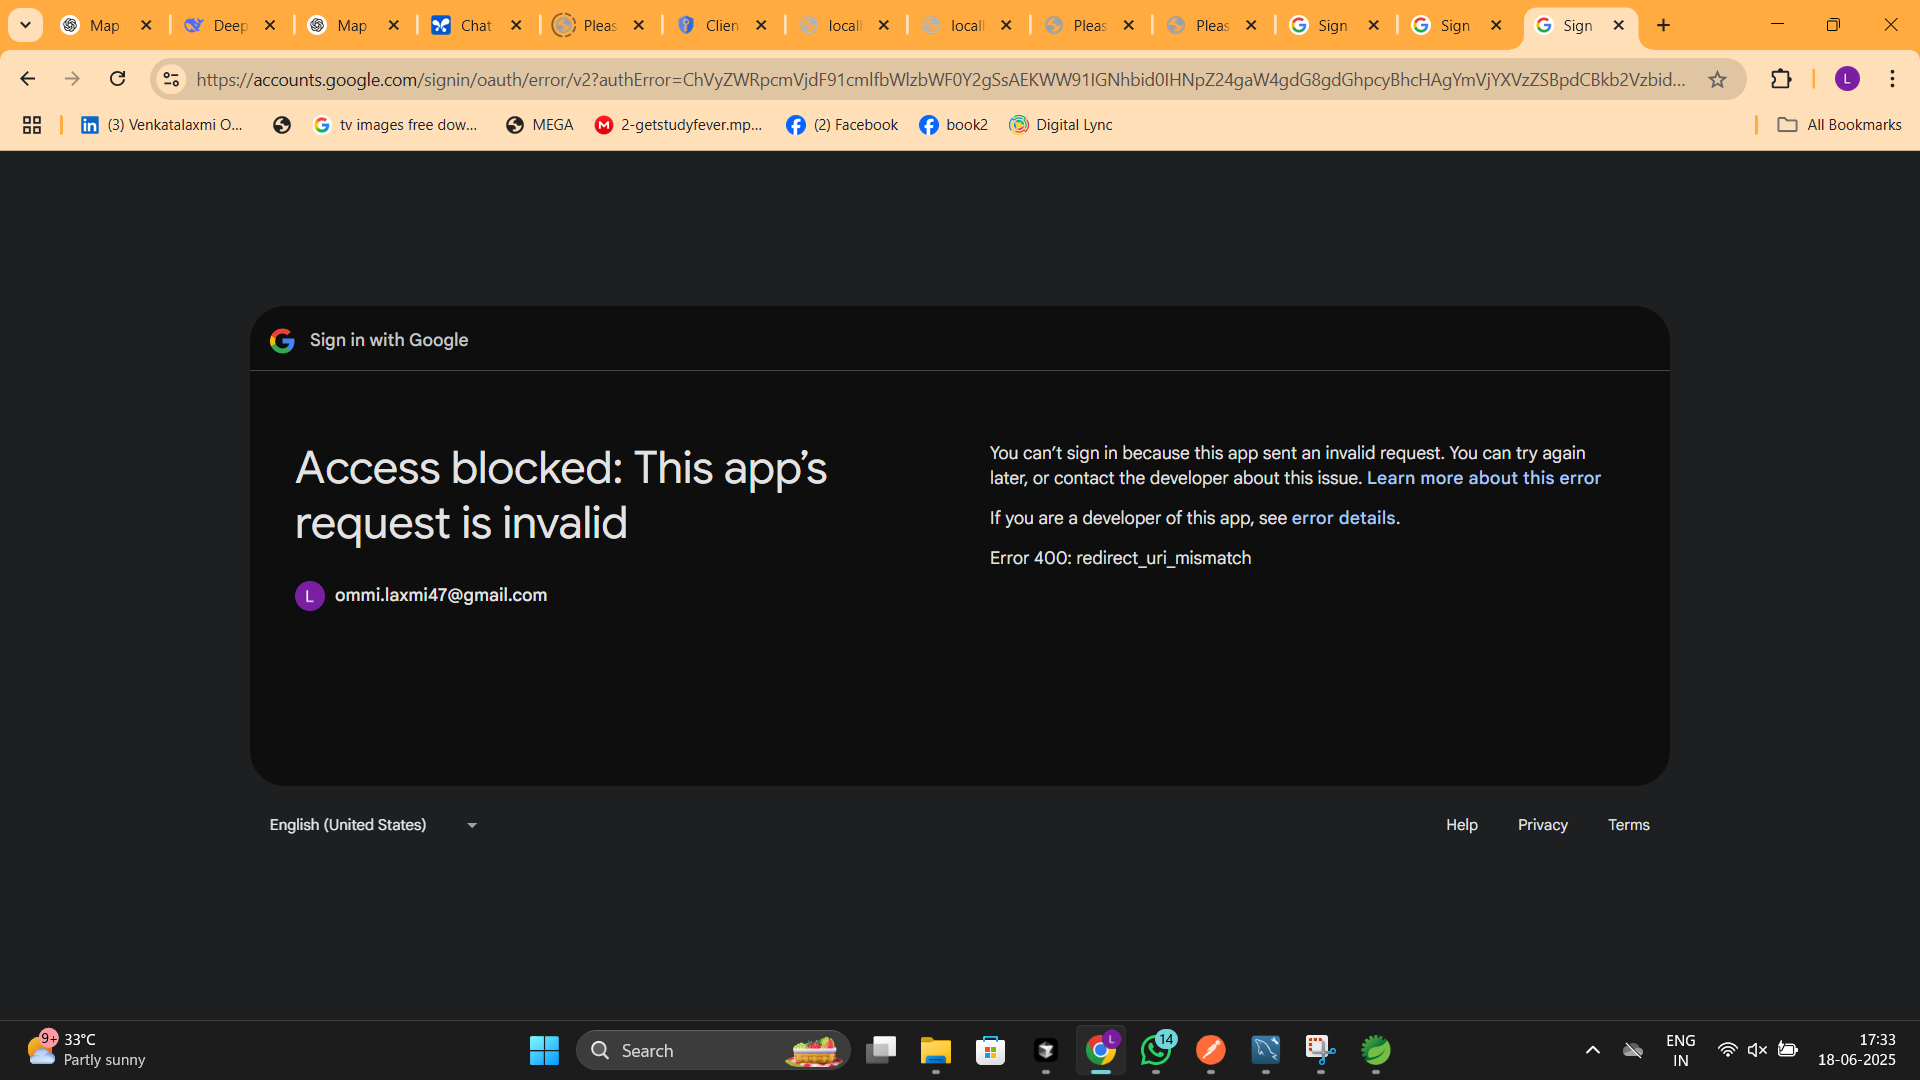 Map
Deep
Map
Chat
Pleas
Clien
locall
locall
Pleas
Pleas
Sign
Sign
Sign
https://accounts.google.com/signin/oauth/error/v2?authError=ChVyZWRpcmVjdF91cmlfbWlzbWF0Y2gSsAEKWW91IGNhbid0IHNpZ24gaW4gdG8gdGhpcyBhcHAgYmVjYXVzZSBpdCBkb2Vzbid...
L
(3) Venkatalaxmi O...
tv images free dow...
MEGA
2-getstudyfever.mp...
(2) Facebook
book2
Digital Lync
All Bookmarks
Sign in with Google
Access blocked: This app’s
request is invalid
L
ommi.laxmi47@gmail.com
You can’t sign in because this app sent an invalid request. You can try again
later, or contact the developer about this issue. Learn more about this error
If you are a developer of this app, see error details.
Error 400: redirect_uri_mismatch
English (United States)
Help
Privacy
Terms
9+
33°C
Partly sunny
Search
L
14
ENG
IN
17:33
18-06-2025